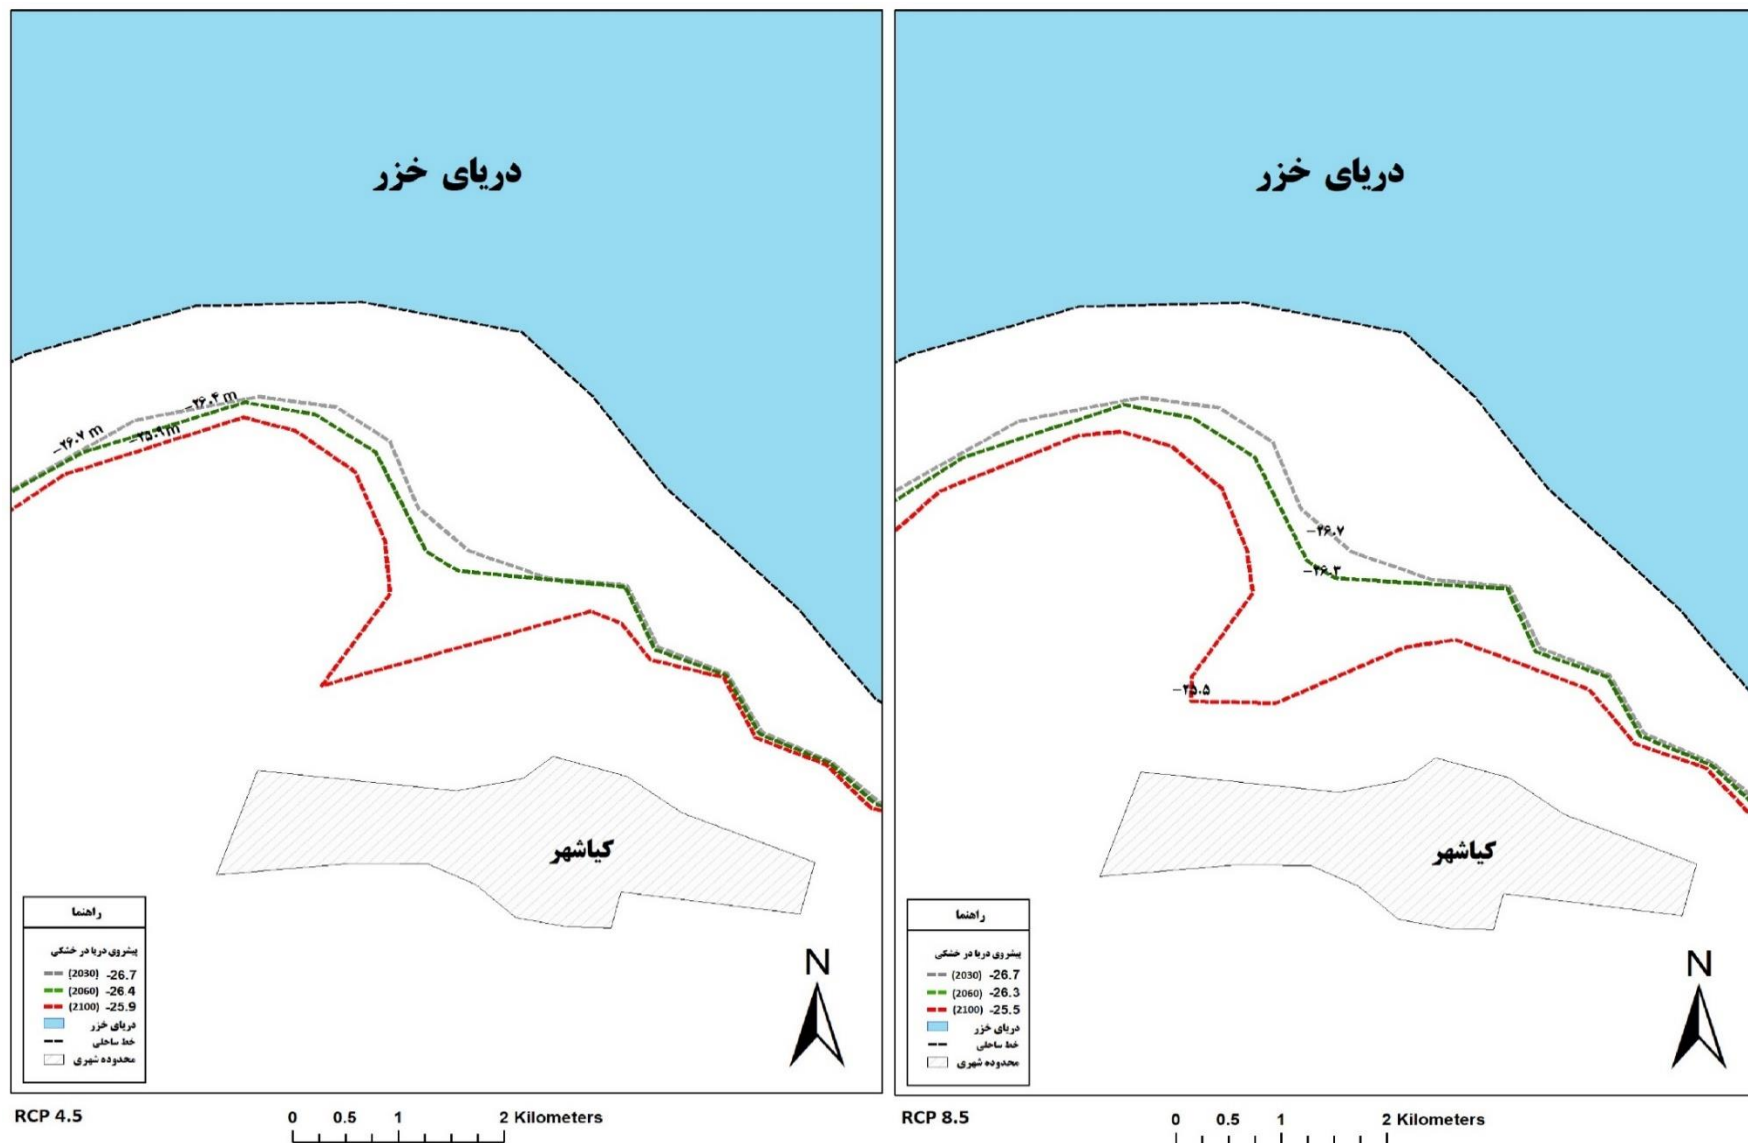 دریای خزر
−۲۶.۴ m
−۲۶.۷ m
−۲۵.۹ m
کیاشهر
راهنما
پیشروی دریا در خشکی
(2030) -26.7
(2060) -26.4
(2100) -25.9
دریای خزر
خط ساحلی
محدوده شهری
N
RCP 4.5
0 0.5 1 2 Kilometers
دریای خزر
−۲۶.۷
−۲۶.۳
−۲۵.۵
کیاشهر
راهنما
پیشروی دریا در خشکی
(2030) -26.7
(2060) -26.3
(2100) -25.5
دریای خزر
خط ساحلی
محدوده شهری
N
RCP 8.5
0 0.5 1 2 Kilometers